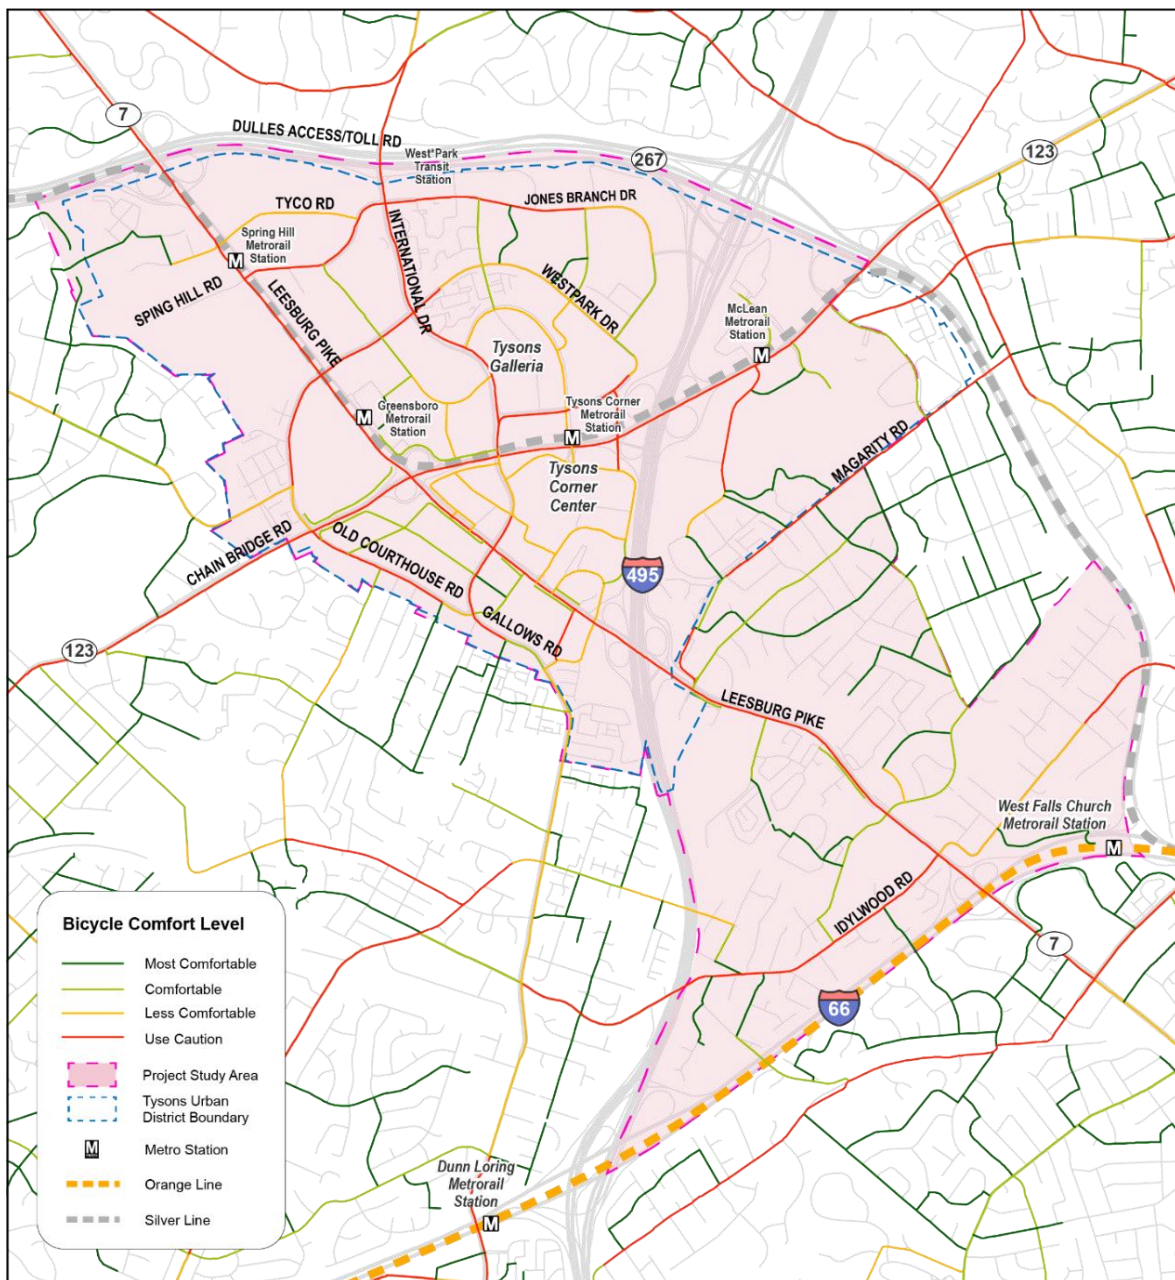 7
DULLES ACCESS/TOLL RD
West*Park
Transit
Station
267
123
TYCO RD
JONES BRANCH DR
Spring Hill
Metrorail
Station
M
INTERNATIONAL DR
WESTPARK DR
SPING HILL RD
LEESBURG PIKE
McLean
Metrorail
Station
M
Tysons
Galleria
Greensboro
Metrorail
Station
M
Tysons Corner
Metrorail
Station
M
MAGARITY RD
Tysons
Corner
Center
CHAIN BRIDGE RD
OLD COURTHOUSE RD
495
GALLOWS RD
123
LEESBURG PIKE
West Falls Church
Metrorail Station
M
IDYLWOOD RD
7
66
Bicycle Comfort Level
Most Comfortable
Comfortable
Less Comfortable
Use Caution
Project Study Area
Tysons Urban
District Boundary
M
Metro Station
Orange Line
Silver Line
Dunn Loring
Metrorail
Station
M